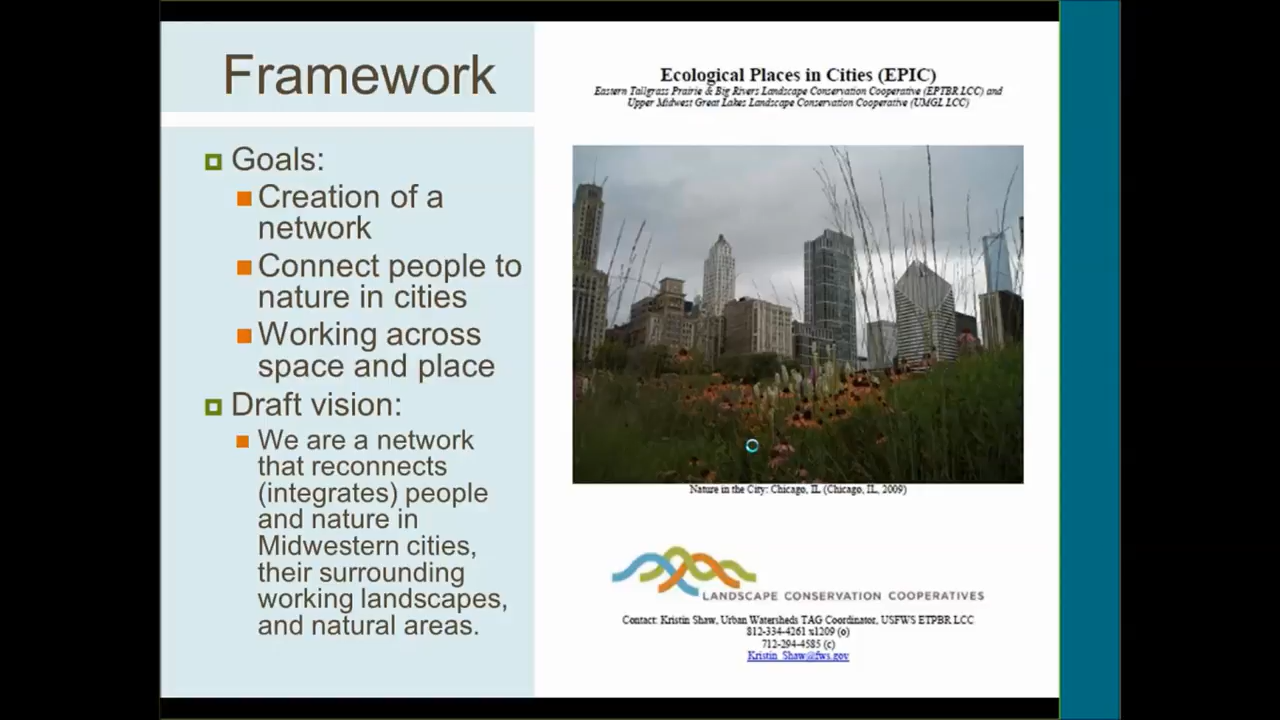 Framework
Goals:
Creation of a
network
Connect people to
nature in cities
Working across
space and place
Draft vision:
We are a network
that reconnects
(integrates) people
and nature in
Midwestern cities,
their surrounding
working landscapes,
and natural areas.
Ecological Places in Cities (EPIC)
Eastern Tallgrass Prairie & Big Rivers Landscape Conservation Cooperative (EPTBR LCC) and
Upper Midwest Great Lakes Landscape Conservation Cooperative (UMGL LCC)
Nature in the City: Chicago, IL (Chicago, IL, 2009)
LANDSCAPE CONSERVATION COOPERATIVES
Contact: Kristin Shaw, Urban Watersheds TAG Coordinator, USFWS ETPBR LCC
812-334-4261 x1209 (o)
712-294-4585 (c)
Kristin_Shaw@fws.gov